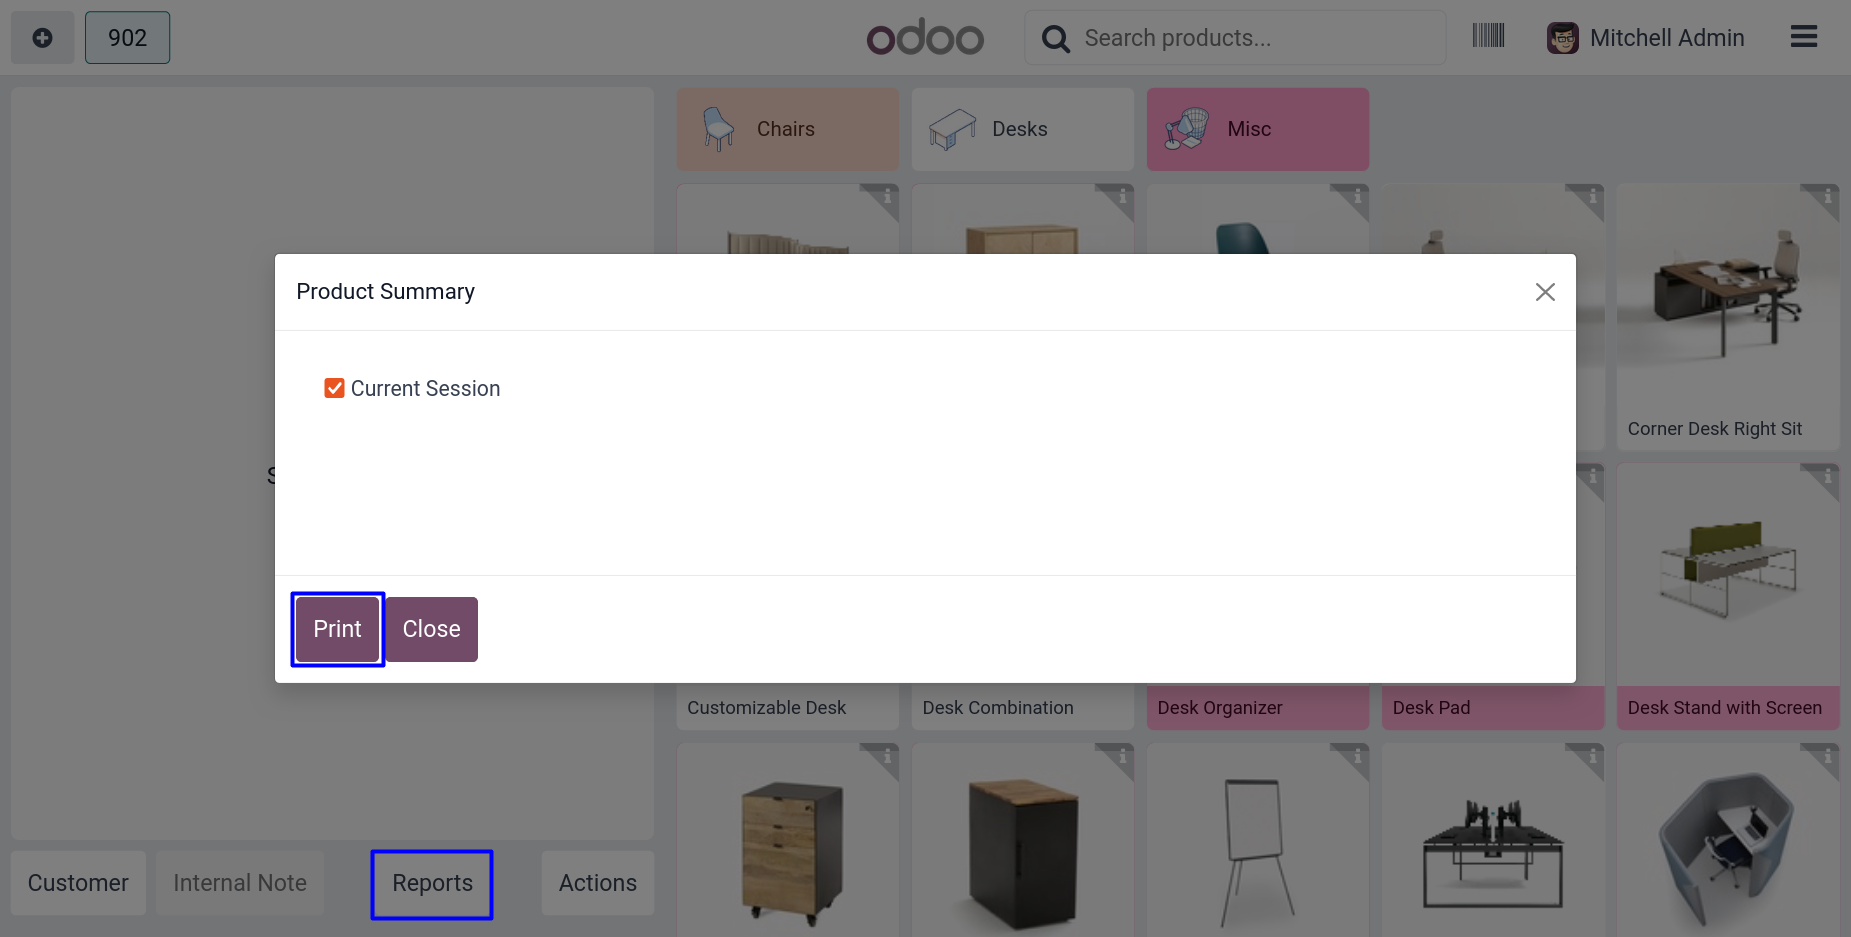 902
odoo
Search products...
Mitchell Admin
Chairs
Desks
Misc
Product Summary
Current Session
Corner Desk Right Sit
Print
Close
Customizable Desk
Desk Combination
Desk Organizer
Desk Pad
Desk Stand with Screen
Customer
Internal Note
Reports
Actions